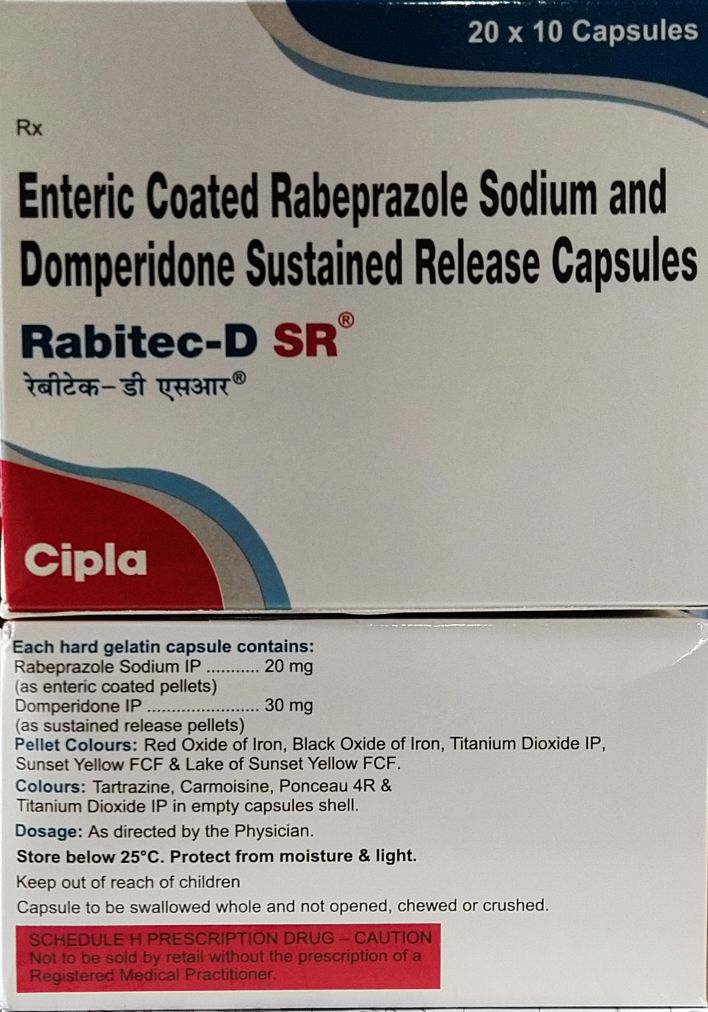 20 x 10 Capsules
Rx
Enteric Coated Rabeprazole Sodium and
Domperidone Sustained Release Capsules
Rabitec-D SR®
रेबीटेक-डी एसआर®
Cipla
Each hard gelatin capsule contains:
Rabeprazole Sodium IP ........... 20 mg
(as enteric coated pellets)
Domperidone IP ....................... 30 mg
(as sustained release pellets)
Pellet Colours: Red Oxide of Iron, Black Oxide of Iron, Titanium Dioxide IP,
Sunset Yellow FCF & Lake of Sunset Yellow FCF.
Colours: Tartrazine, Carmoisine, Ponceau 4R &
Titanium Dioxide IP in empty capsules shell.
Dosage: As directed by the Physician.
Store below 25°C. Protect from moisture & light.
Keep out of reach of children
Capsule to be swallowed whole and not opened, chewed or crushed.
SCHEDULE H PRESCRIPTION DRUG – CAUTION
Not to be sold by retail without the prescription of a
Registered Medical Practitioner.